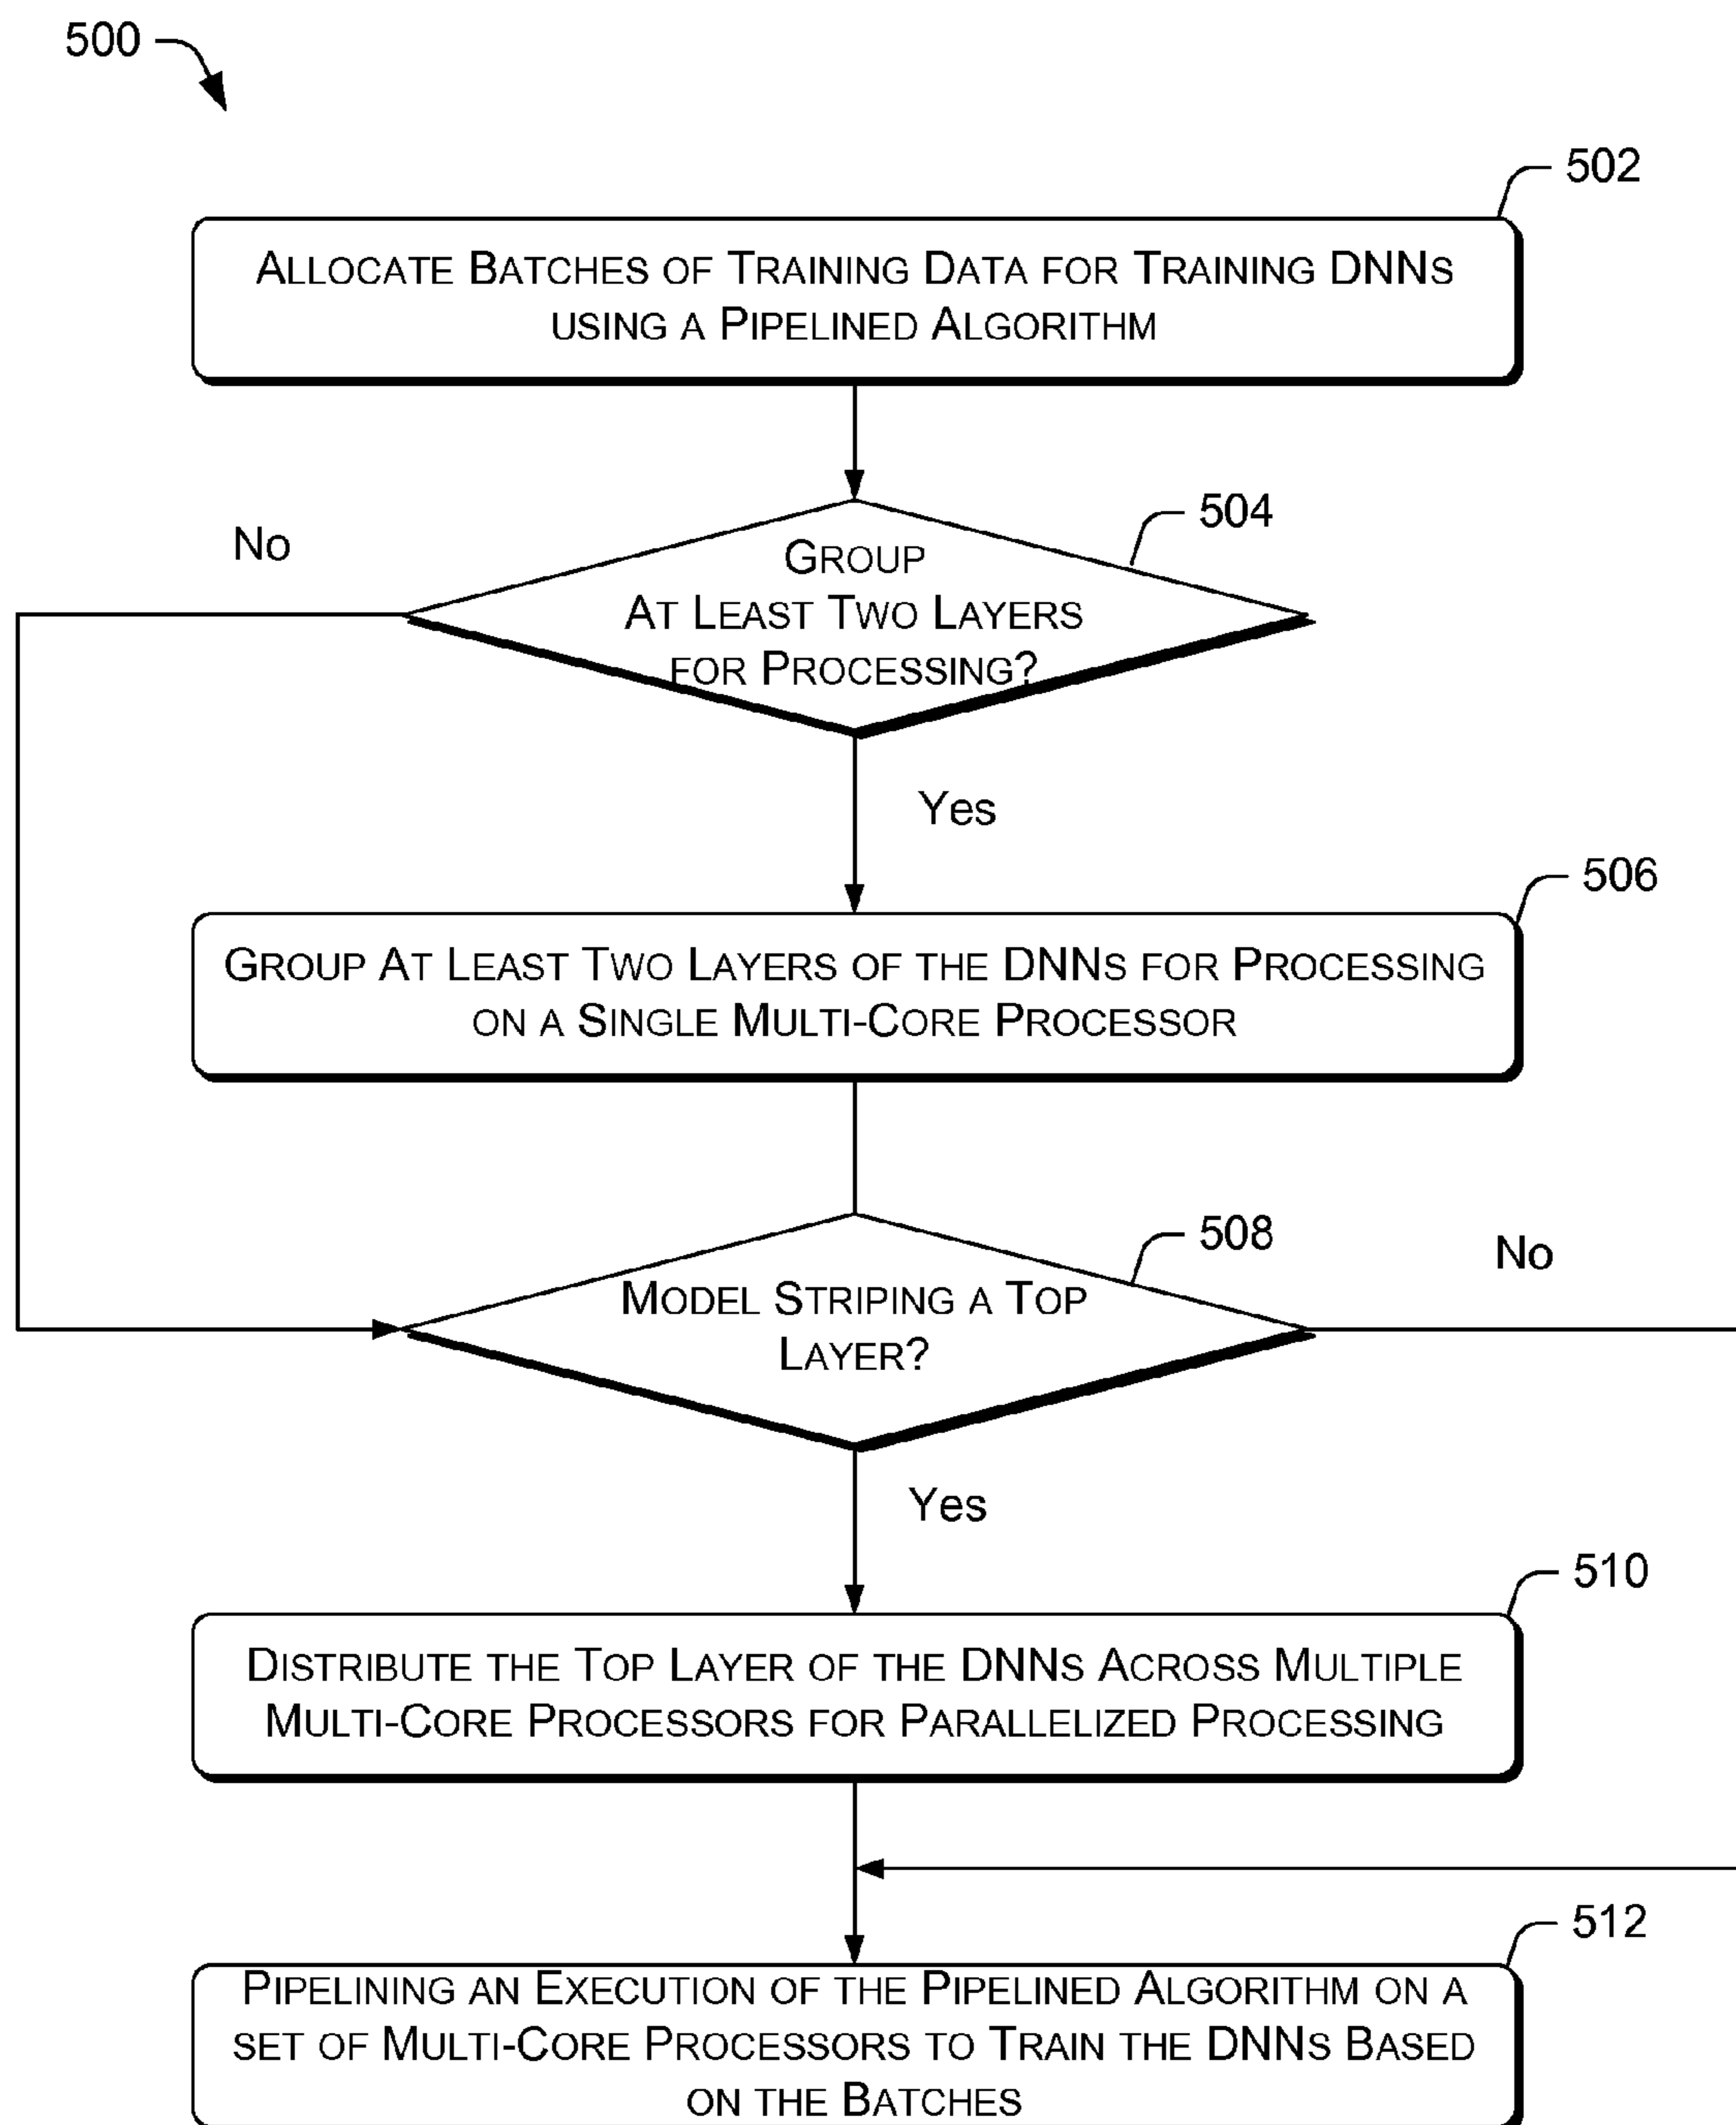 500
502
ALLOCATE BATCHES OF TRAINING DATA FOR TRAINING DNNS
USING A PIPELINED ALGORITHM
504
No
GROUP
AT LEAST TWO LAYERS
FOR PROCESSING?
Yes
506
GROUP AT LEAST TWO LAYERS OF THE DNNS FOR PROCESSING
ON A SINGLE MULTI-CORE PROCESSOR
508
No
MODEL STRIPING A TOP
LAYER?
Yes
510
DISTRIBUTE THE TOP LAYER OF THE DNNS ACROSS MULTIPLE
MULTI-CORE PROCESSORS FOR PARALLELIZED PROCESSING
512
PIPELINING AN EXECUTION OF THE PIPELINED ALGORITHM ON A
SET OF MULTI-CORE PROCESSORS TO TRAIN THE DNNS BASED
ON THE BATCHES